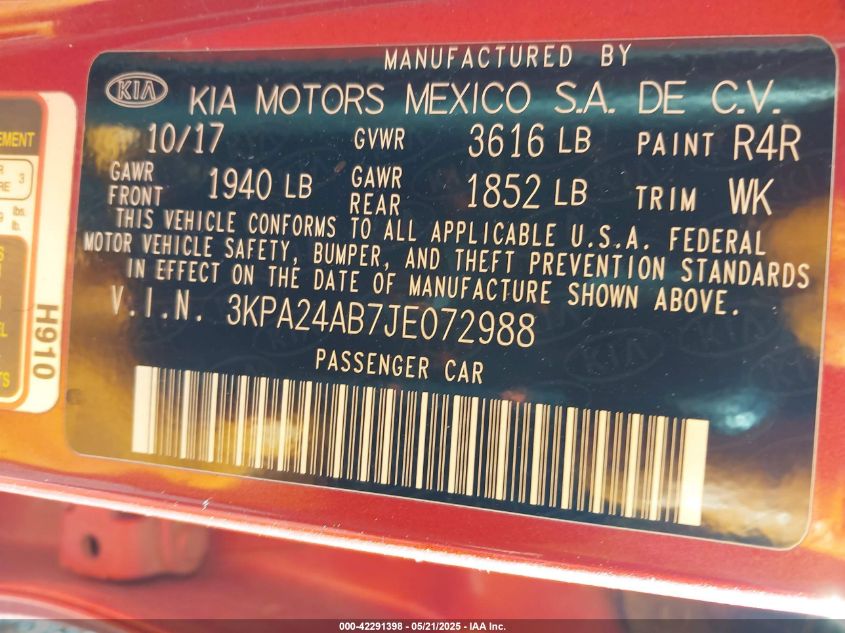 MANUFACTURED BY
KIA KIA MOTORS MEXICO S.A. DE C.V.
10/17 GVWR 3616 LB PAINT R4R
GAWR FRONT 1940 LB GAWR REAR 1852 LB TRIM WK
THIS VEHICLE CONFORMS TO ALL APPLICABLE U.S.A. FEDERAL
MOTOR VEHICLE SAFETY, BUMPER, AND THEFT PREVENTION STANDARDS
IN EFFECT ON THE DATE OF MANUFACTURE SHOWN ABOVE.
V.I.N. 3KPA24AB7JE072988
PASSENGER CAR
H910
000-42291398 - 05/21/2025 - IAA Inc.